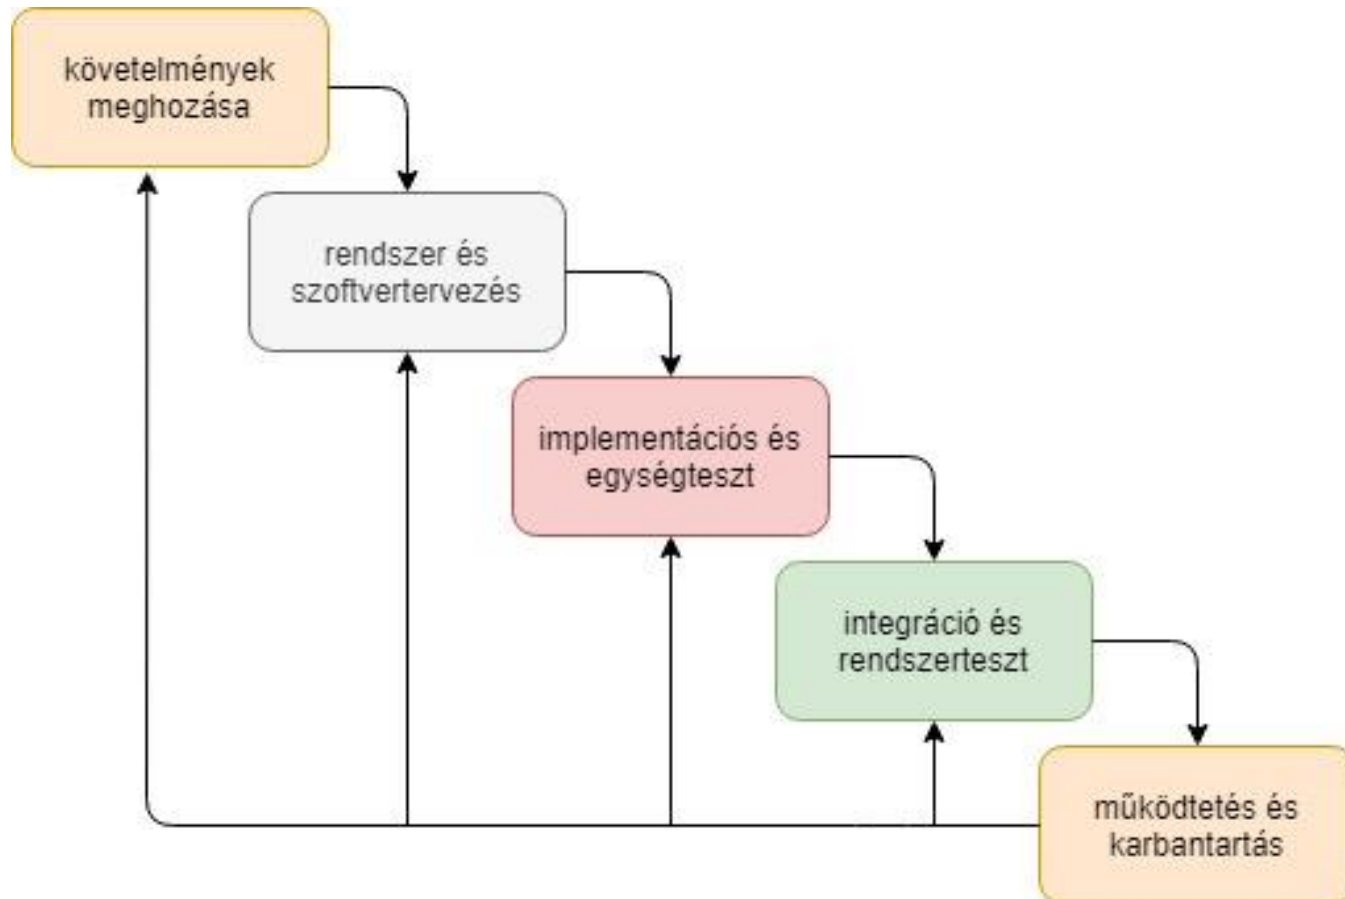 követelmények
meghozása
rendszer és
szoftvertervezés
implementációs és
egységteszt
integráció és
rendszerteszt
működtetés és
karbantartás